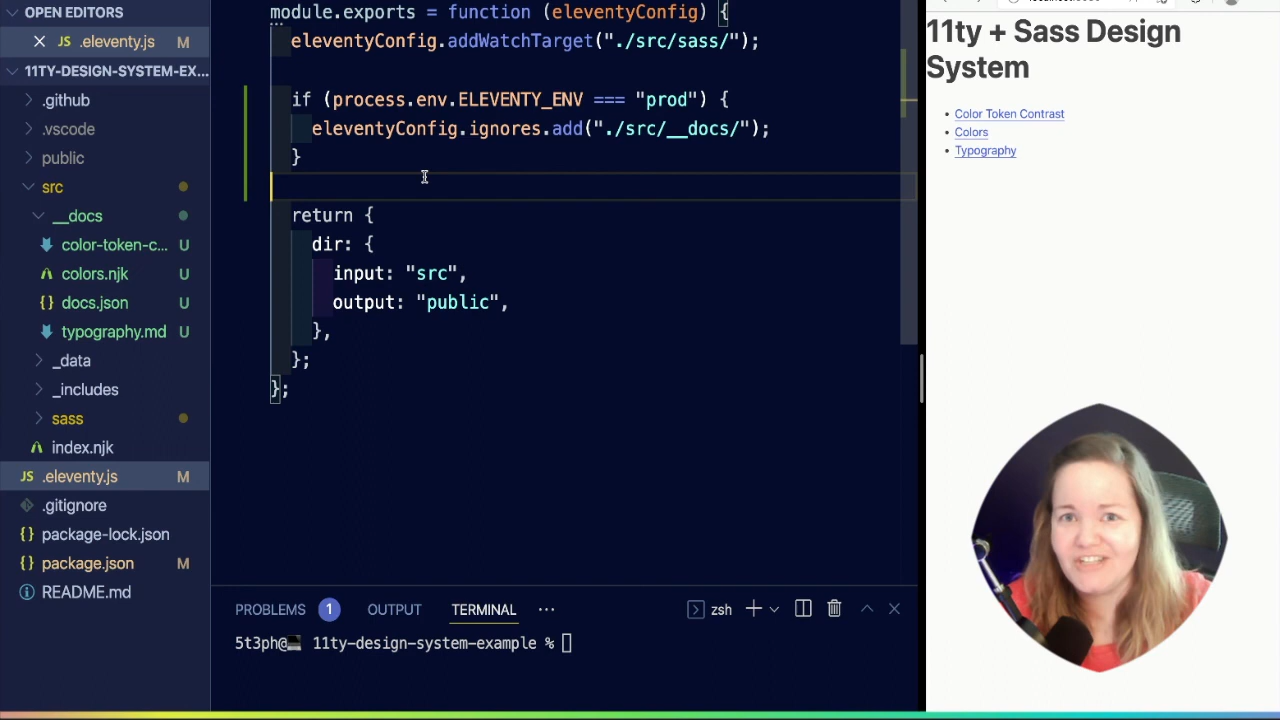 OPEN EDITORS
.eleventy.js M
11TY-DESIGN-SYSTEM-EX...
.github
.vscode
public
src
__docs
color-token-c... U
colors.njk U
docs.json U
typography.md U
_data
_includes
sass
index.njk
.eleventy.js M
.gitignore
package-lock.json
package.json M
README.md
module.exports = function (eleventyConfig) {
eleventyConfig.addWatchTarget("./src/sass/");
if (process.env.ELEVENTY_ENV === "prod") {
eleventyConfig.ignores.add("./src/__docs/");
}
return {
dir: {
input: "src",
output: "public",
},
};
};
PROBLEMS 1 OUTPUT TERMINAL ··· zsh
5t3ph@ 11ty-design-system-example %
11ty + Sass Design
System
Color Token Contrast
Colors
Typography